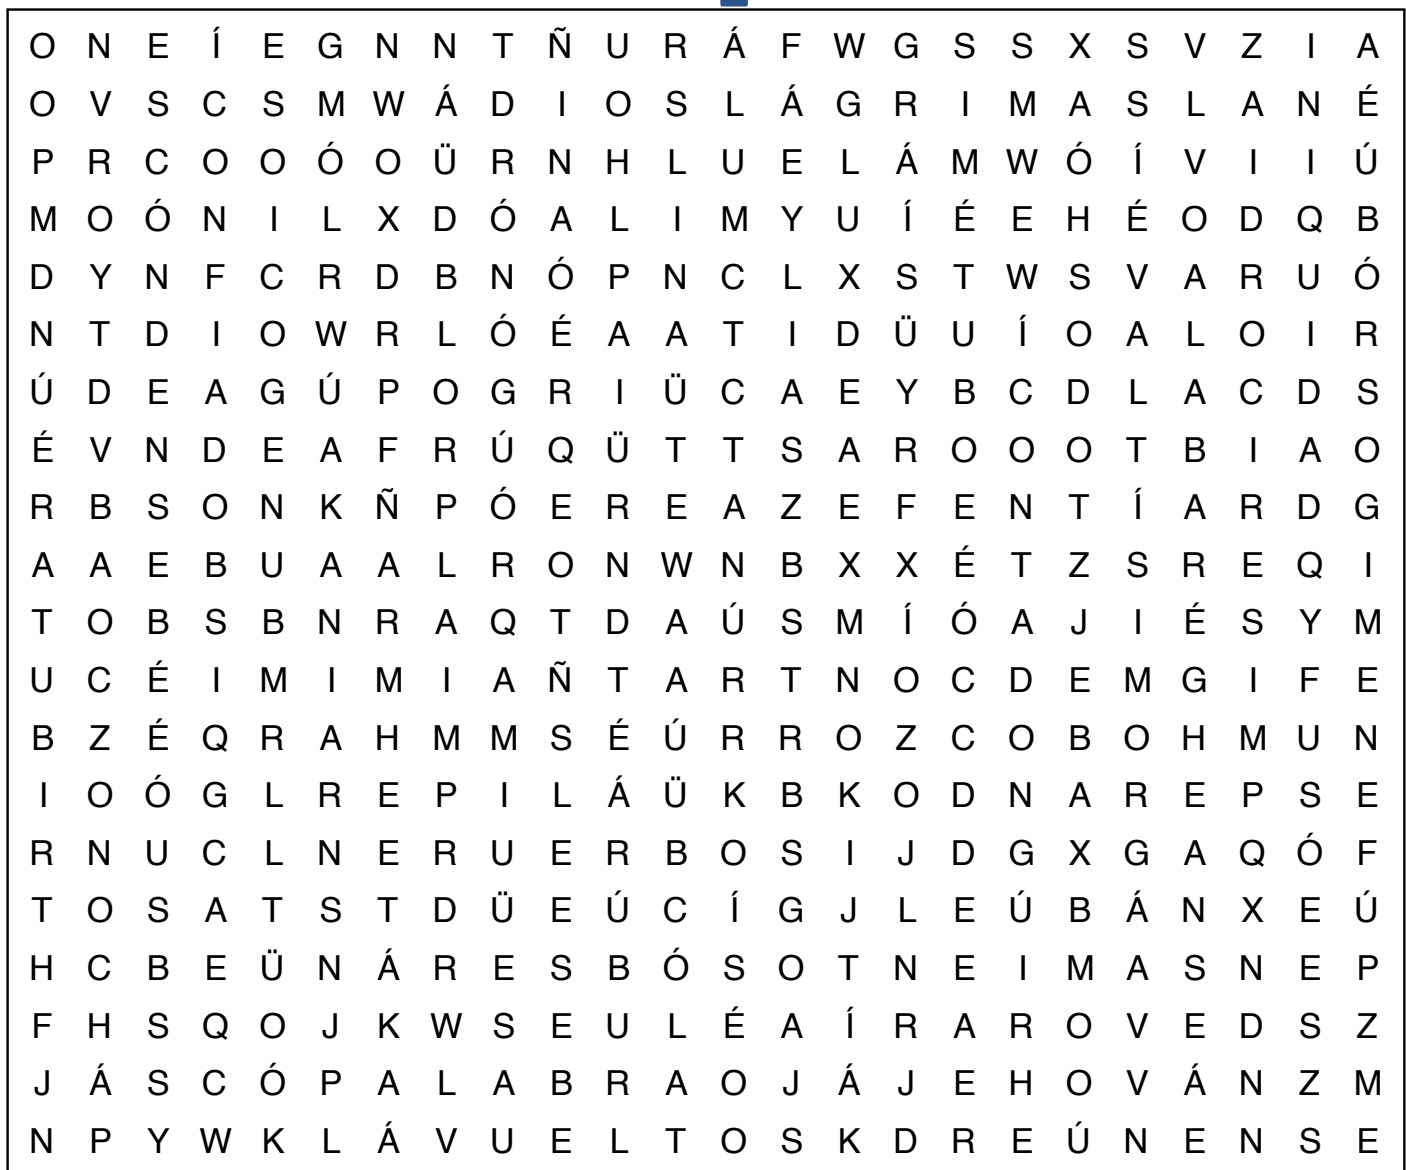 O N E Í E G N N T Ñ U R Á F W G S S X S V Z I A
O V S C S M W Á D I O S L Á G R I M A S L A N É
P R C O O Ó O Ü R N H L U E L Á M W Ó Í V I I Ú
M O Ó N I L X D Ó A L I M Y U Í É E H É O D Q B
D Y N F C R D B N Ó P N C L X S T W S V A R U Ó
N T D I O W R L Ó É A A T I D Ü U Í O A L O I R
Ú D E A G Ú P O G R I Ü C A E Y B C D L A C D S
É V N D E A F R Ú Q Ü T T S A R O O O T B I A O
R B S O N K Ñ P Ó E R E A Z E F E N T Í A R D G
A A E B U A A L R O N W N B X X É T Z S R E Q I
T O B S B N R A Q T D A Ú S M Í Ó A J I É S Y M
U C É I M I M I A Ñ T A R T N O C D E M G I F E
B Z É Q R A H M M S É Ú R R O Z C O B O H M U N
I O Ó G L R E P I L Á Ü K B K O D N A R E P S E
R N U C L N E R U E R B O S I J D G X G A Q Ó F
T O S A T S T D Ü E Ú C Í G J L E Ú B Á N X E Ú
H C B E Ü N Á R E S B Ó S O T N E I M A S N E P
F H S Q O J K W S E U L É A Í R A R O V E D S Z
J Á S C Ó P A L A B R A O J Á J E H O V Á N Z M
N P Y W K L Á V U E L T O S K D R E Ú N E N S E